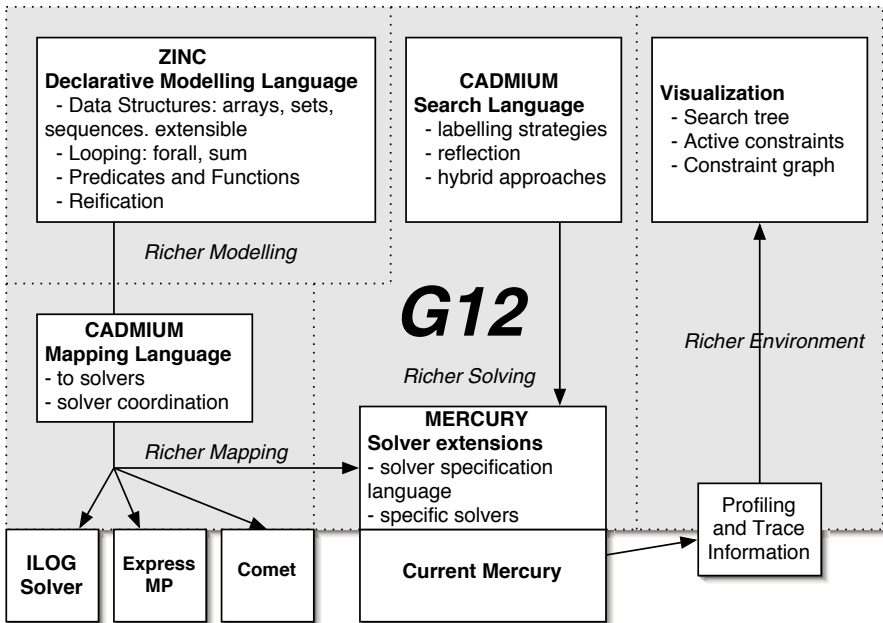 ZINC
Declarative Modelling Language
- Data Structures: arrays, sets,
sequences. extensible
- Looping: forall, sum
- Predicates and Functions
- Reification
CADMIUM
Search Language
- labelling strategies
- reflection
- hybrid approaches
Visualization
- Search tree
- Active constraints
- Constraint graph
Richer Modelling
G12
CADMIUM
Mapping Language
- to solvers
- solver coordination
Richer Solving
Richer Environment
Richer Mapping
MERCURY
Solver extensions
- solver specification
language
- specific solvers
Profiling
and Trace
Information
ILOG
Solver
Express
MP
Comet
Current Mercury